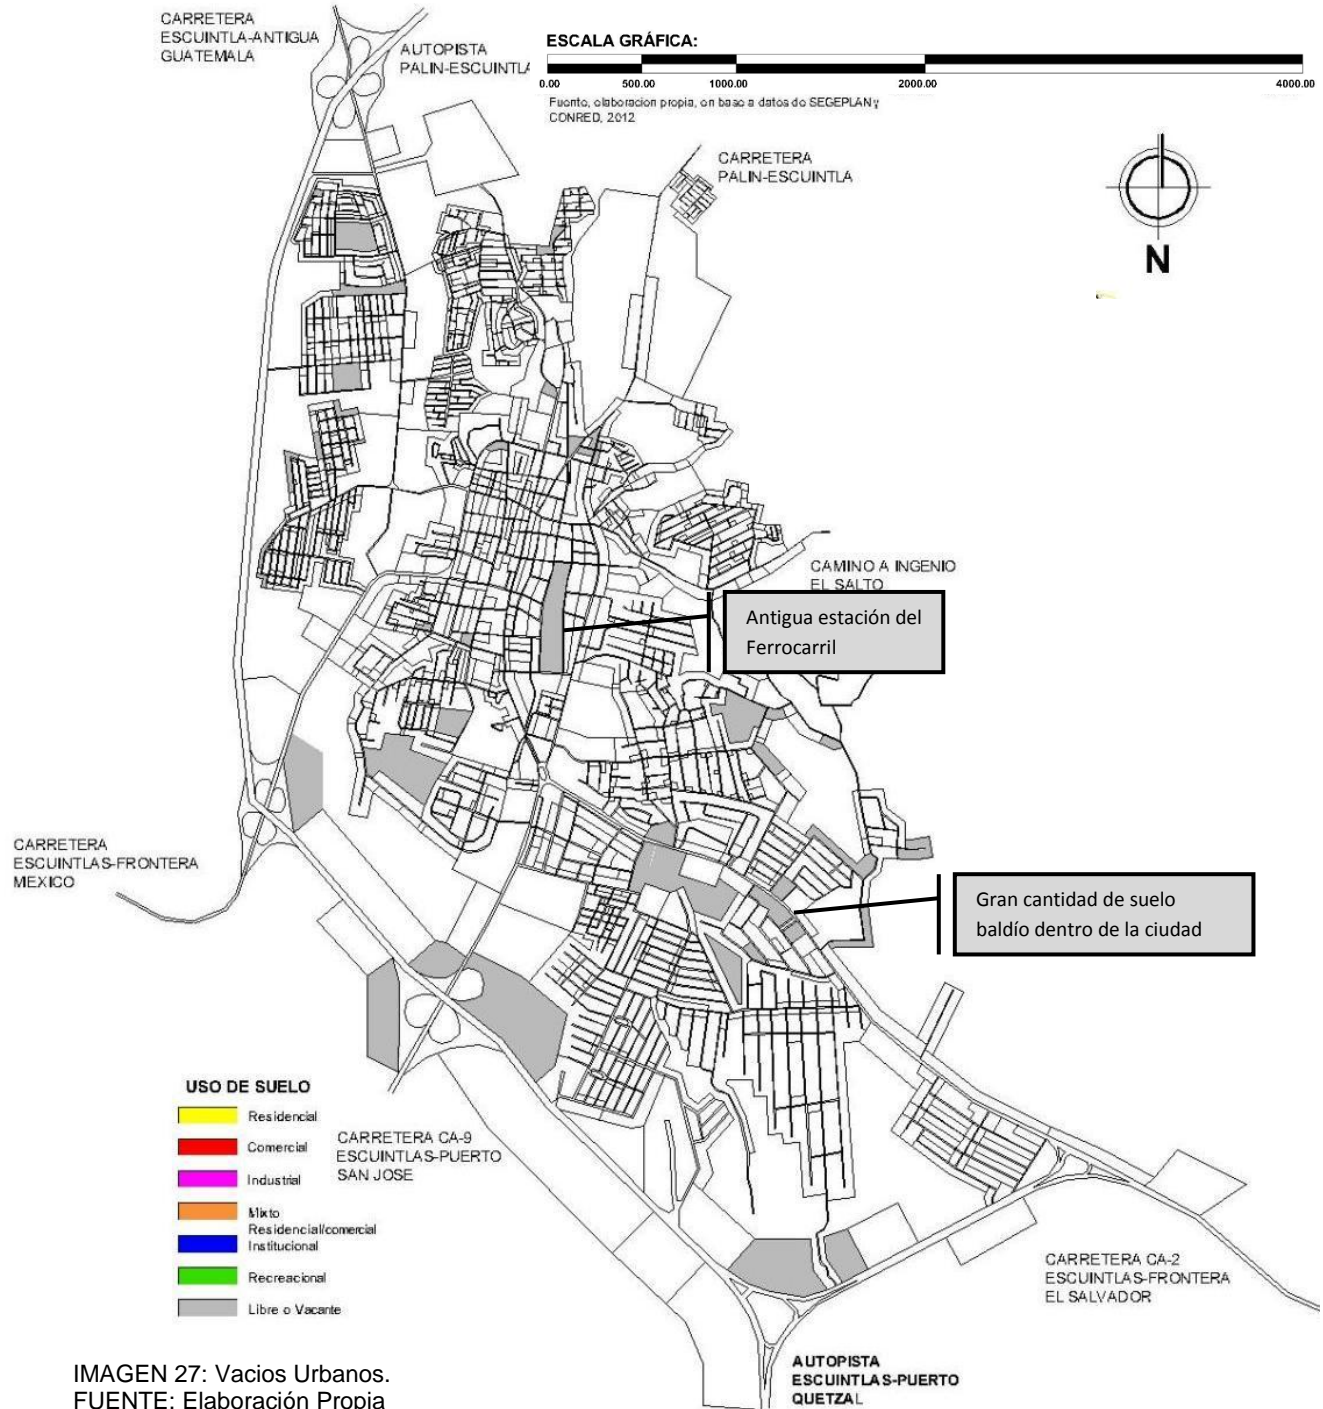 CARRETERA
ESCUINTLA-ANTIGUA
GUATEMALA
AUTOPISTA
PALIN-ESCUINTLA
ESCALA GRÁFICA:
0.00 500.00 1000.00 2000.00 4000.00
Fuente, elaboracion propia, en base a datos de SEGEPLAN y
CONRED, 2012
CARRETERA
PALIN-ESCUINTLA
N
CAMINO A INGENIO
EL SALTO
Antigua estación del
Ferrocarril
CARRETERA
ESCUINTLAS-FRONTERA
MEXICO
Gran cantidad de suelo
baldío dentro de la ciudad
USO DE SUELO
Residencial
Comercial
Industrial
Mixto
Residencial/comercial
Institucional
Recreacional
Libre o Vacante
CARRETERA CA-9
ESCUINTLAS-PUERTO
SAN JOSE
CARRETERA CA-2
ESCUINTLAS-FRONTERA
EL SALVADOR
AUTOPISTA
ESCUINTLAS-PUERTO
QUETZAL
IMAGEN 27: Vacios Urbanos.
FUENTE: Elaboración Propia